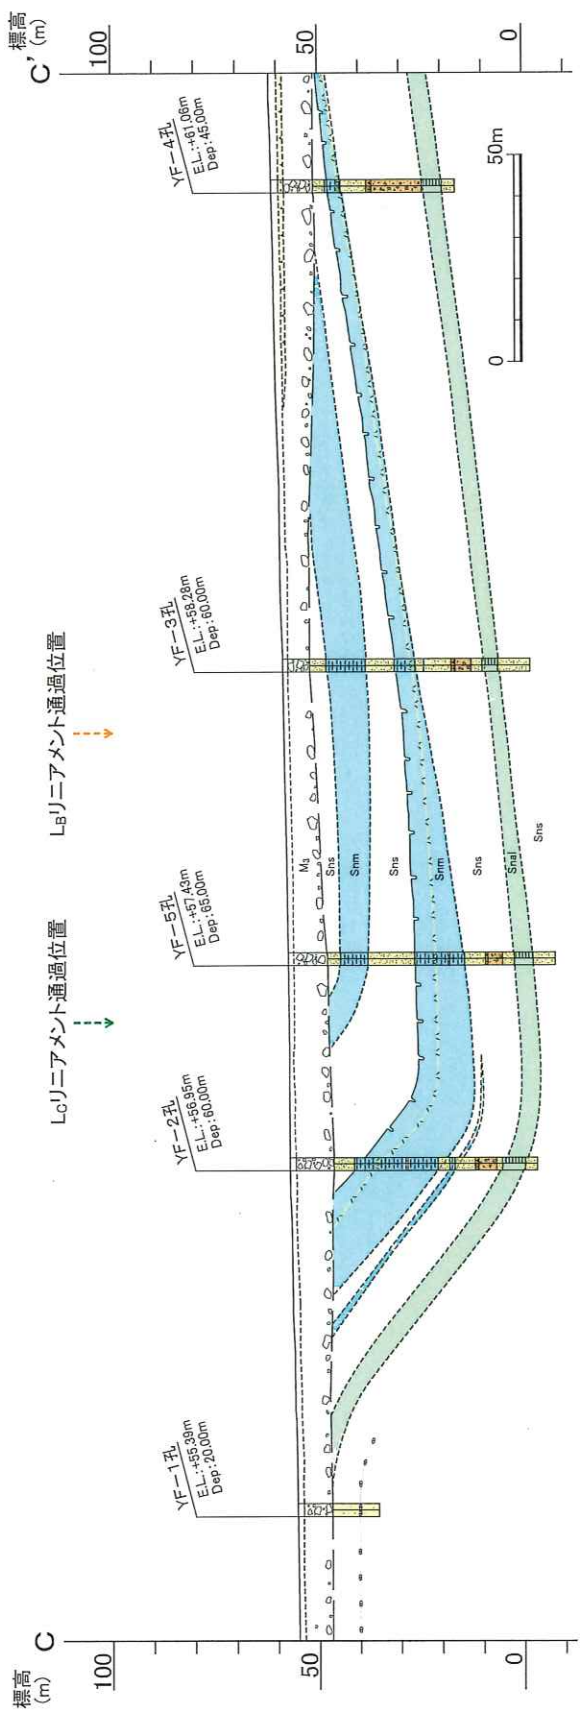 C
C'
標高
(m)
100
50
0
標高
(m)
100
50
0
LCリニアメント通過位置
LBリニアメント通過位置
YF-1孔
E.L.:+55.39m
Dep:20.00m
YF-2孔
E.L.:+56.95m
Dep:60.00m
YF-5孔
E.L.:+57.43m
Dep:65.00m
YF-3孔
E.L.:+58.28m
Dep:60.00m
YF-4孔
E.L.:+61.06m
Dep:45.00m
M3
Sns
Snm
Sns
Snm
Sns
Snal
Sns
0
50m